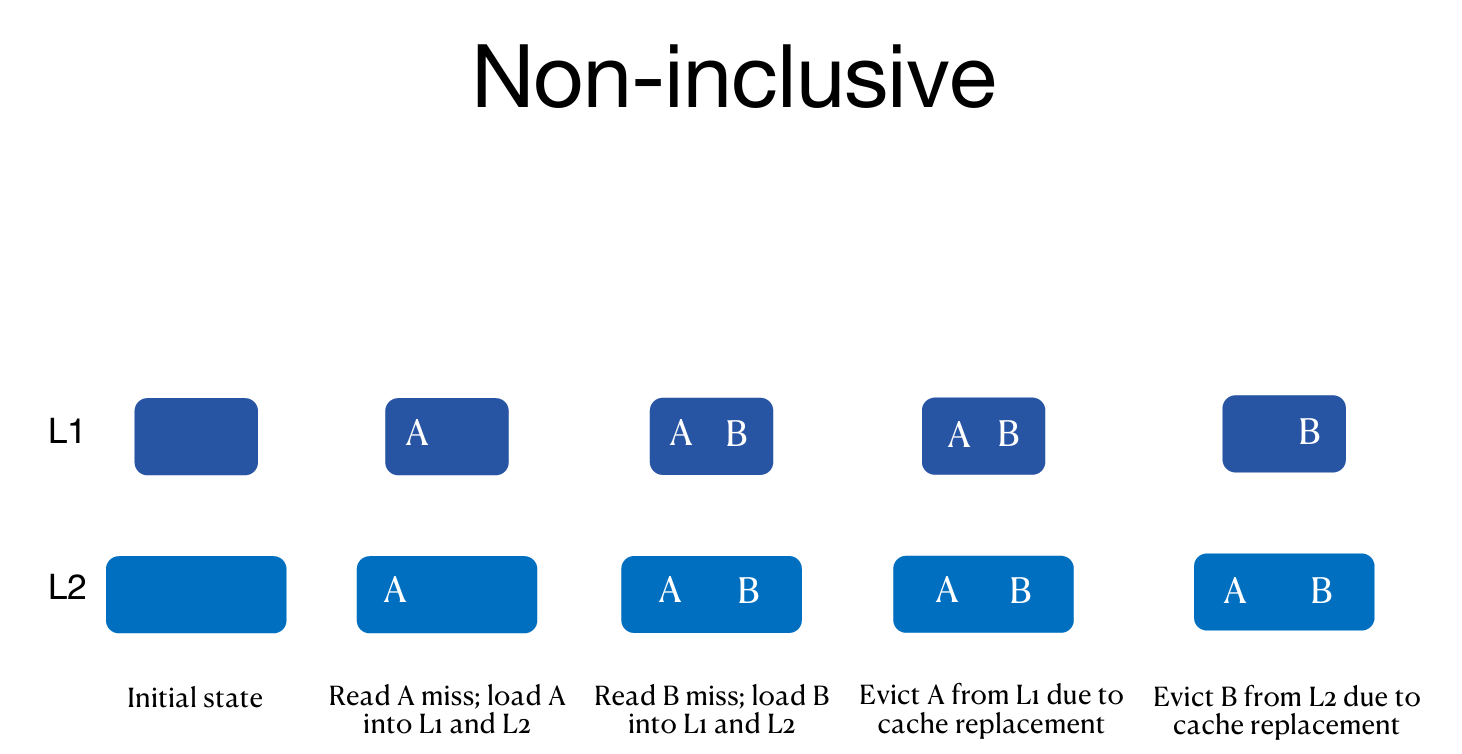 Non-inclusive
L1
A
A B
A B
B
L2
A
A B
A B
A B
Initial state
Read A miss; load A
into L1 and L2
Read B miss; load B
into L1 and L2
Evict A from L1 due to
cache replacement
Evict B from L2 due to
cache replacement